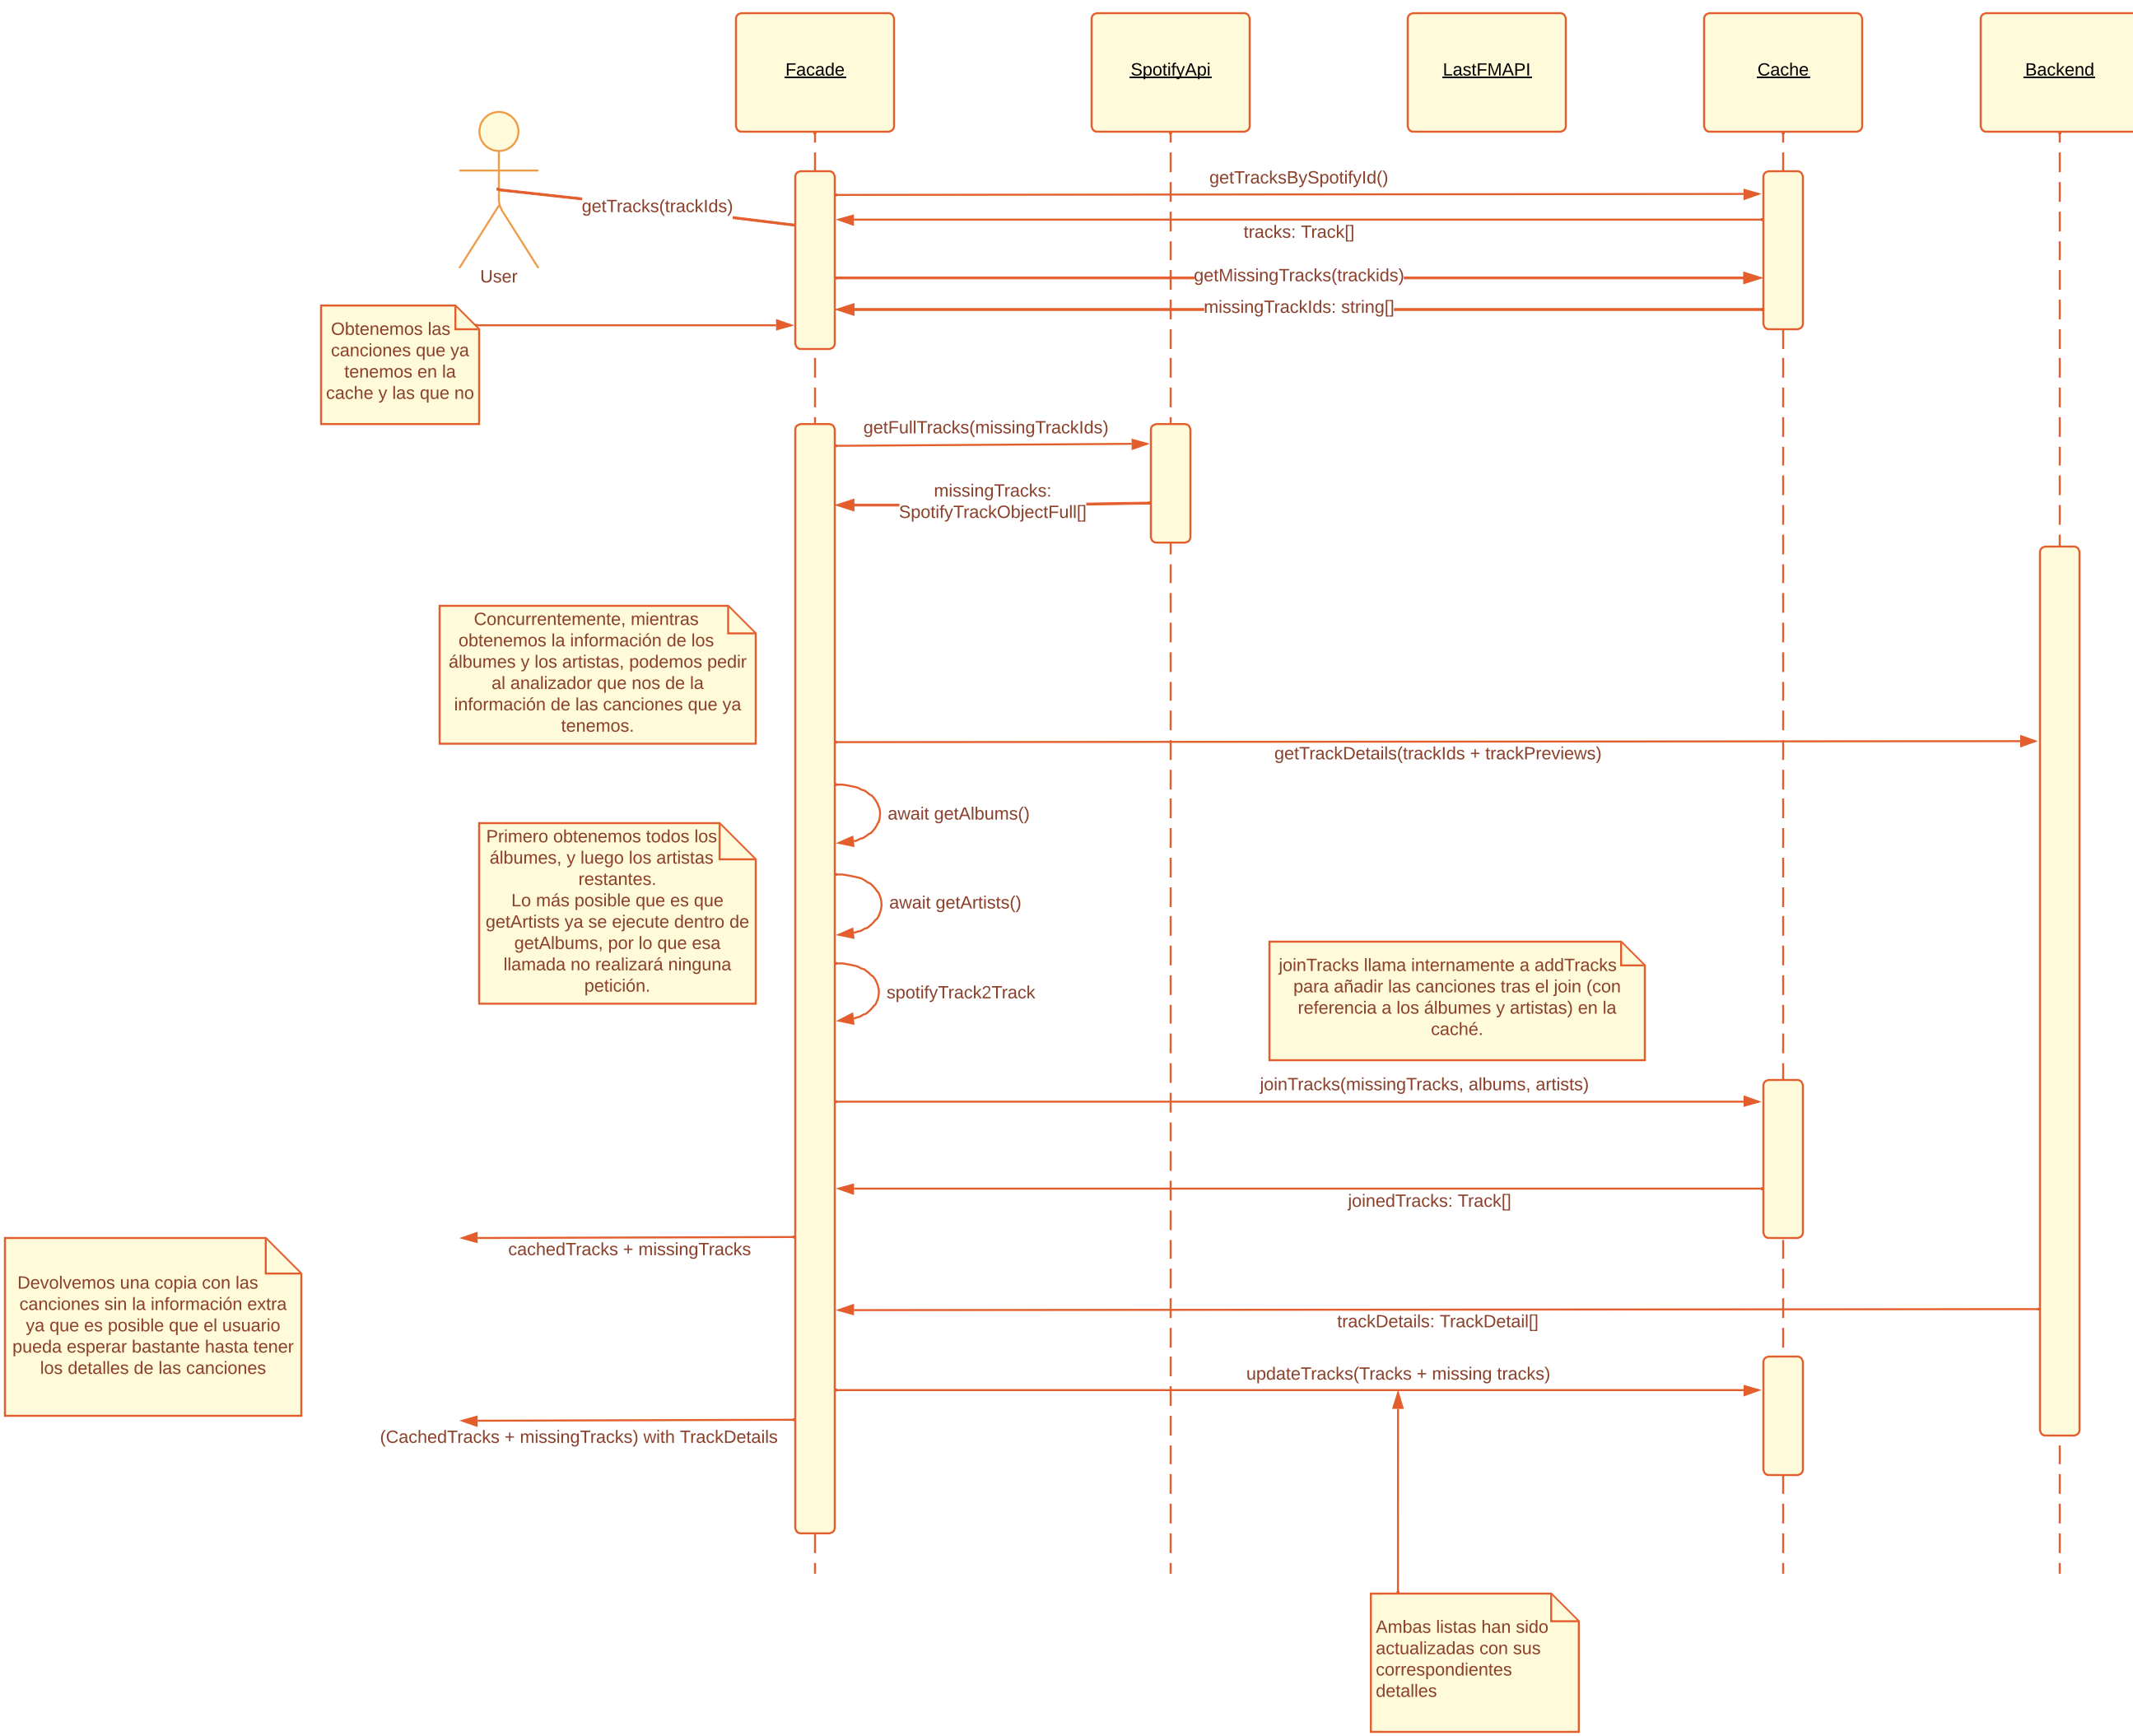 Facade
SpotifyApi
LastFMAPI
Cache
Backend
getTracksBySpotifyId()
getTracks(trackIds)
tracks: Track[]
User
getMissingTracks(trackids)
missingTrackIds: string[]
Obtenemos las
canciones que ya
tenemos en la
cache y las que no
getFullTracks(missingTrackIds)
missingTracks:
SpotifyTrackObjectFull[]
Concurrentemente, mientras
obtenemos la información de los
álbumes y los artistas, podemos pedir
al analizador que nos de la
información de las canciones que ya
tenemos.
getTrackDetails(trackIds + trackPreviews)
await getAlbums()
Primero obtenemos todos los
álbumes, y luego los artistas
restantes.
Lo más posible que es que
getArtists ya se ejecute dentro de
getAlbums, por lo que esa
llamada no realizará ninguna
petición.
await getArtists()
spotifyTrack2Track
joinTracks llama internamente a addTracks
para añadir las canciones tras el join (con
referencia a los álbumes y artistas) en la
caché.
joinTracks(missingTracks, albums, artists)
joinedTracks: Track[]
cachedTracks + missingTracks
Devolvemos una copia con las
canciones sin la información extra
ya que es posible que el usuario
pueda esperar bastante hasta tener
los detalles de las canciones
trackDetails: TrackDetail[]
updateTracks(Tracks + missing tracks)
(CachedTracks + missingTracks) with TrackDetails
Ambas listas han sido
actualizadas con sus
correspondientes
detalles